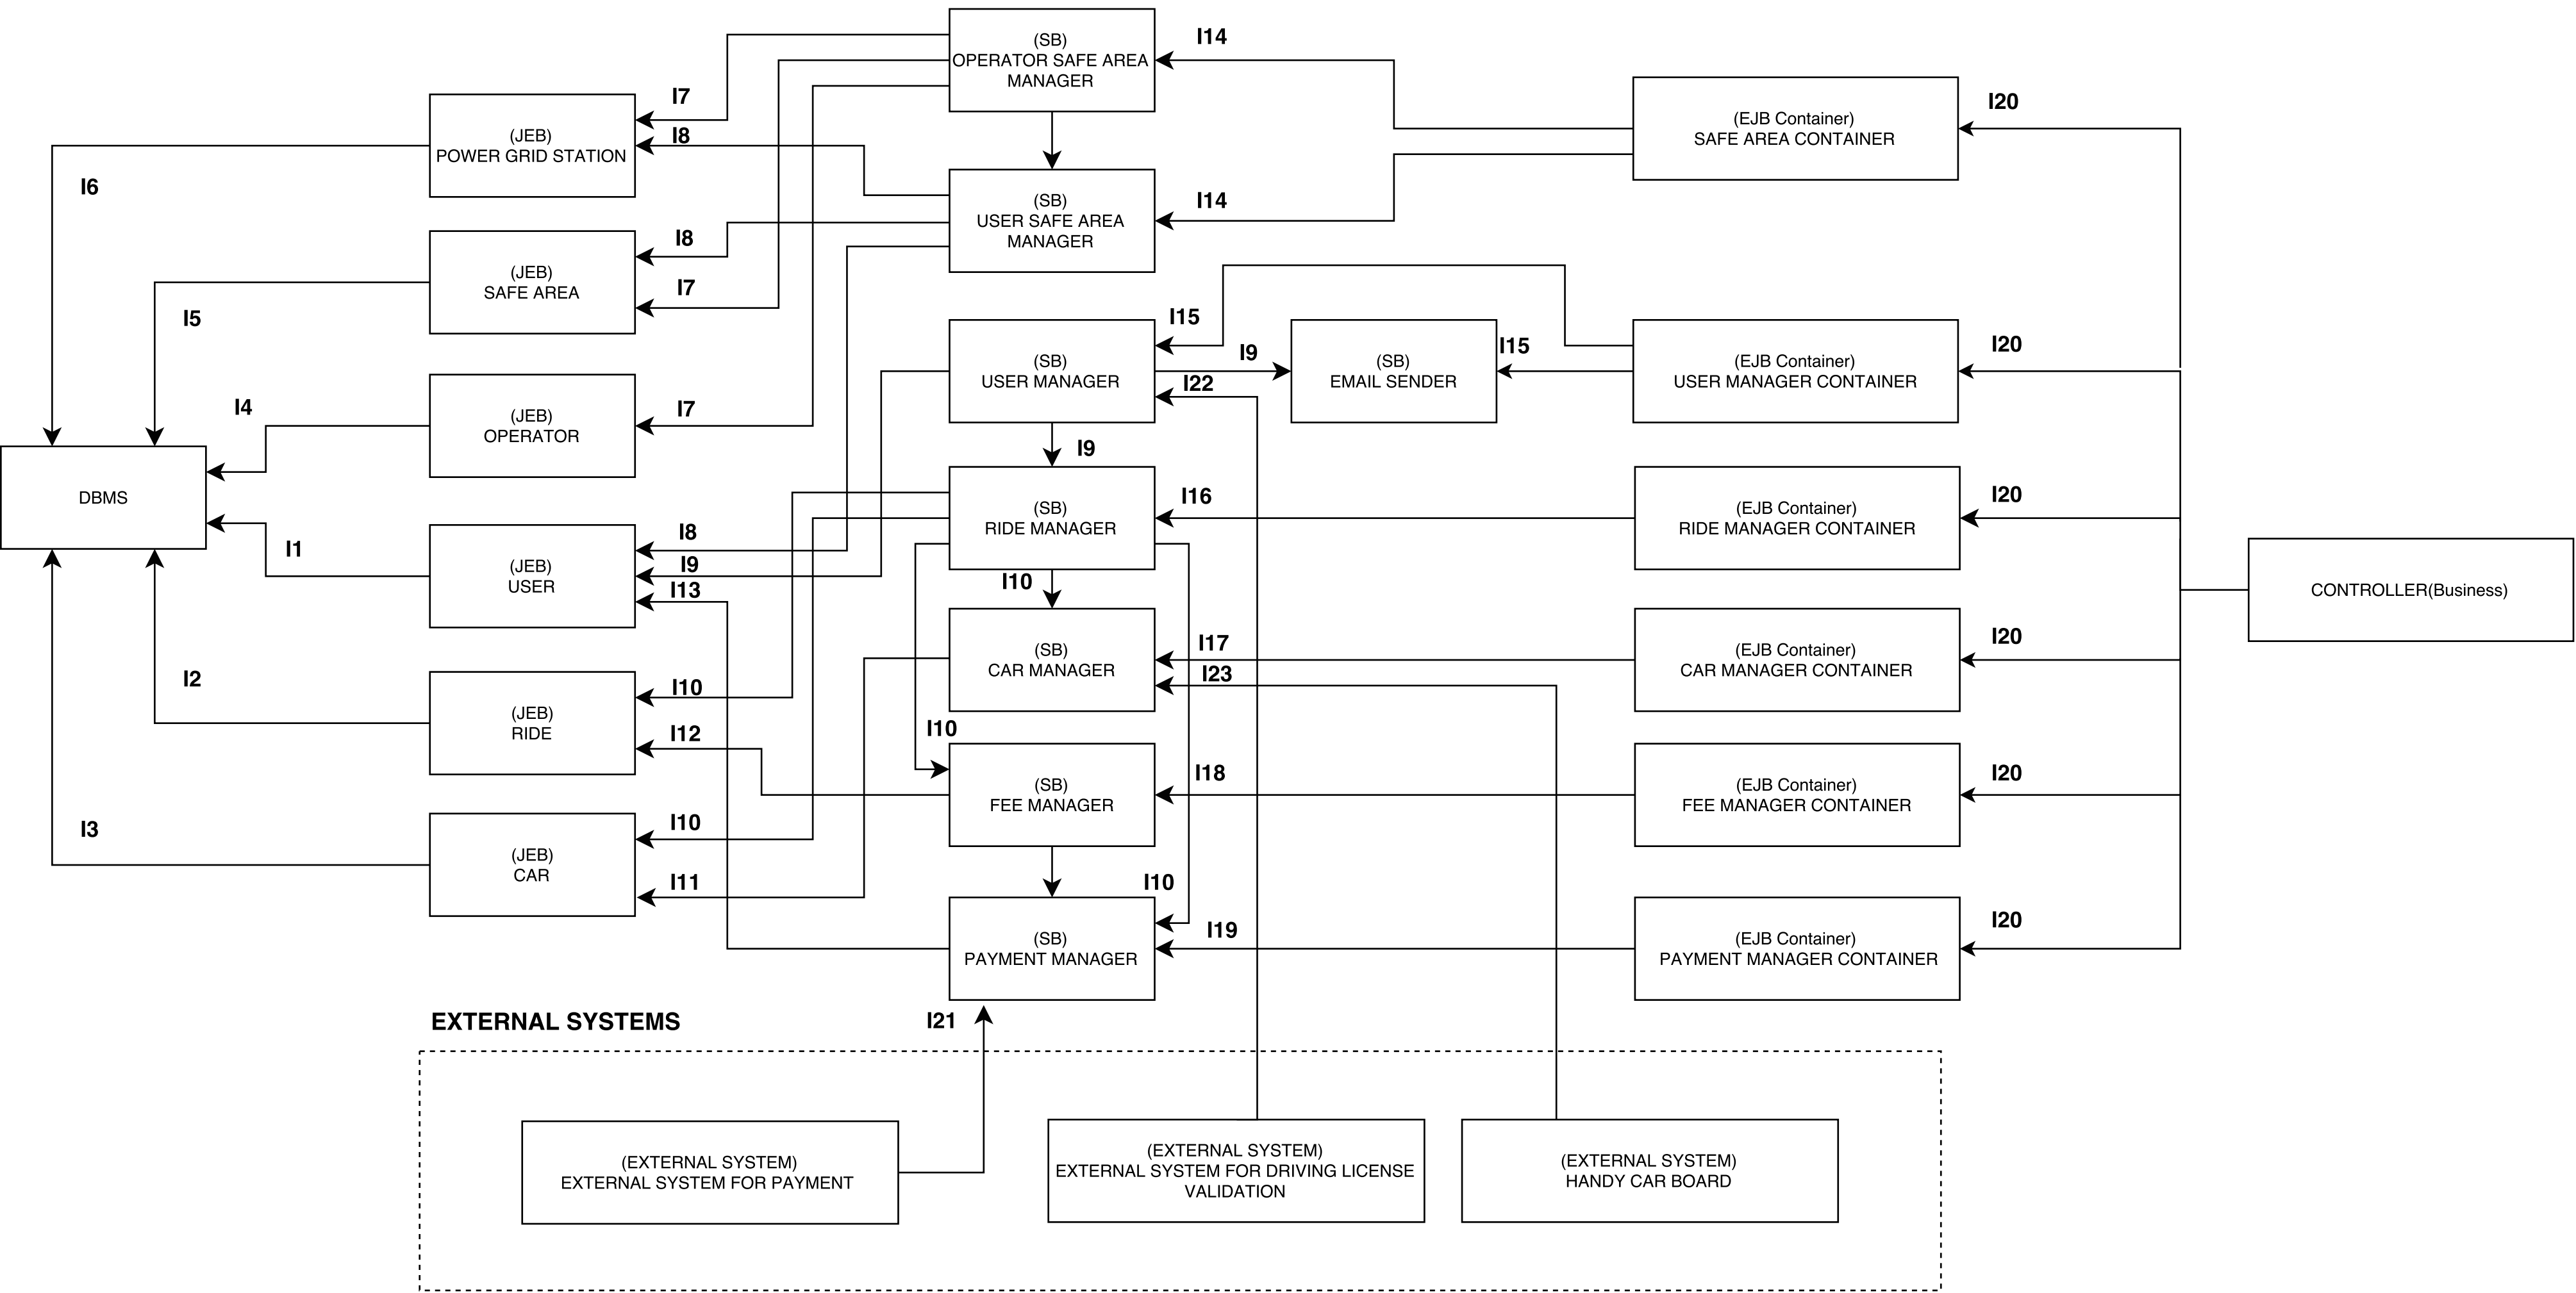 (SB)
OPERATOR SAFE AREA
MANAGER
I14
I7
(JEB)
POWER GRID STATION
I8
I6
(EJB Container)
SAFE AREA CONTAINER
I20
(SB)
USER SAFE AREA
MANAGER
I14
(JEB)
SAFE AREA
I8
I7
I5
(SB)
USER MANAGER
I15
I9
I22
(SB)
EMAIL SENDER
I15
(EJB Container)
USER MANAGER CONTAINER
I20
(JEB)
OPERATOR
I7
I4
I9
DBMS
(SB)
RIDE MANAGER
I16
(EJB Container)
RIDE MANAGER CONTAINER
I20
I1
(JEB)
USER
I8
I9
I13
I10
CONTROLLER(Business)
(SB)
CAR MANAGER
I17
I23
(EJB Container)
CAR MANAGER CONTAINER
I20
I2
(JEB)
RIDE
I10
I12
I10
(SB)
FEE MANAGER
I18
(EJB Container)
FEE MANAGER CONTAINER
I20
I3
(JEB)
CAR
I10
I11
I10
(SB)
PAYMENT MANAGER
I19
(EJB Container)
PAYMENT MANAGER CONTAINER
I20
EXTERNAL SYSTEMS
I21
(EXTERNAL SYSTEM)
EXTERNAL SYSTEM FOR PAYMENT
(EXTERNAL SYSTEM)
EXTERNAL SYSTEM FOR DRIVING LICENSE
VALIDATION
(EXTERNAL SYSTEM)
HANDY CAR BOARD